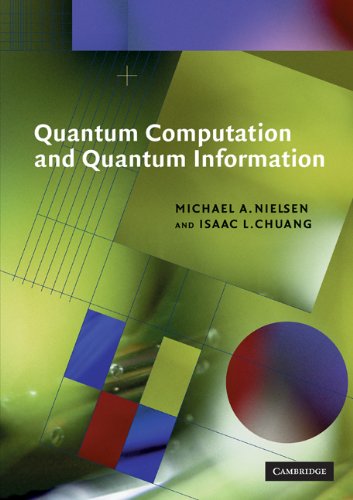 Quantum Computation
and Quantum Information
MICHAEL A. NIELSEN
AND ISAAC L. CHUANG
CAMBRIDGE